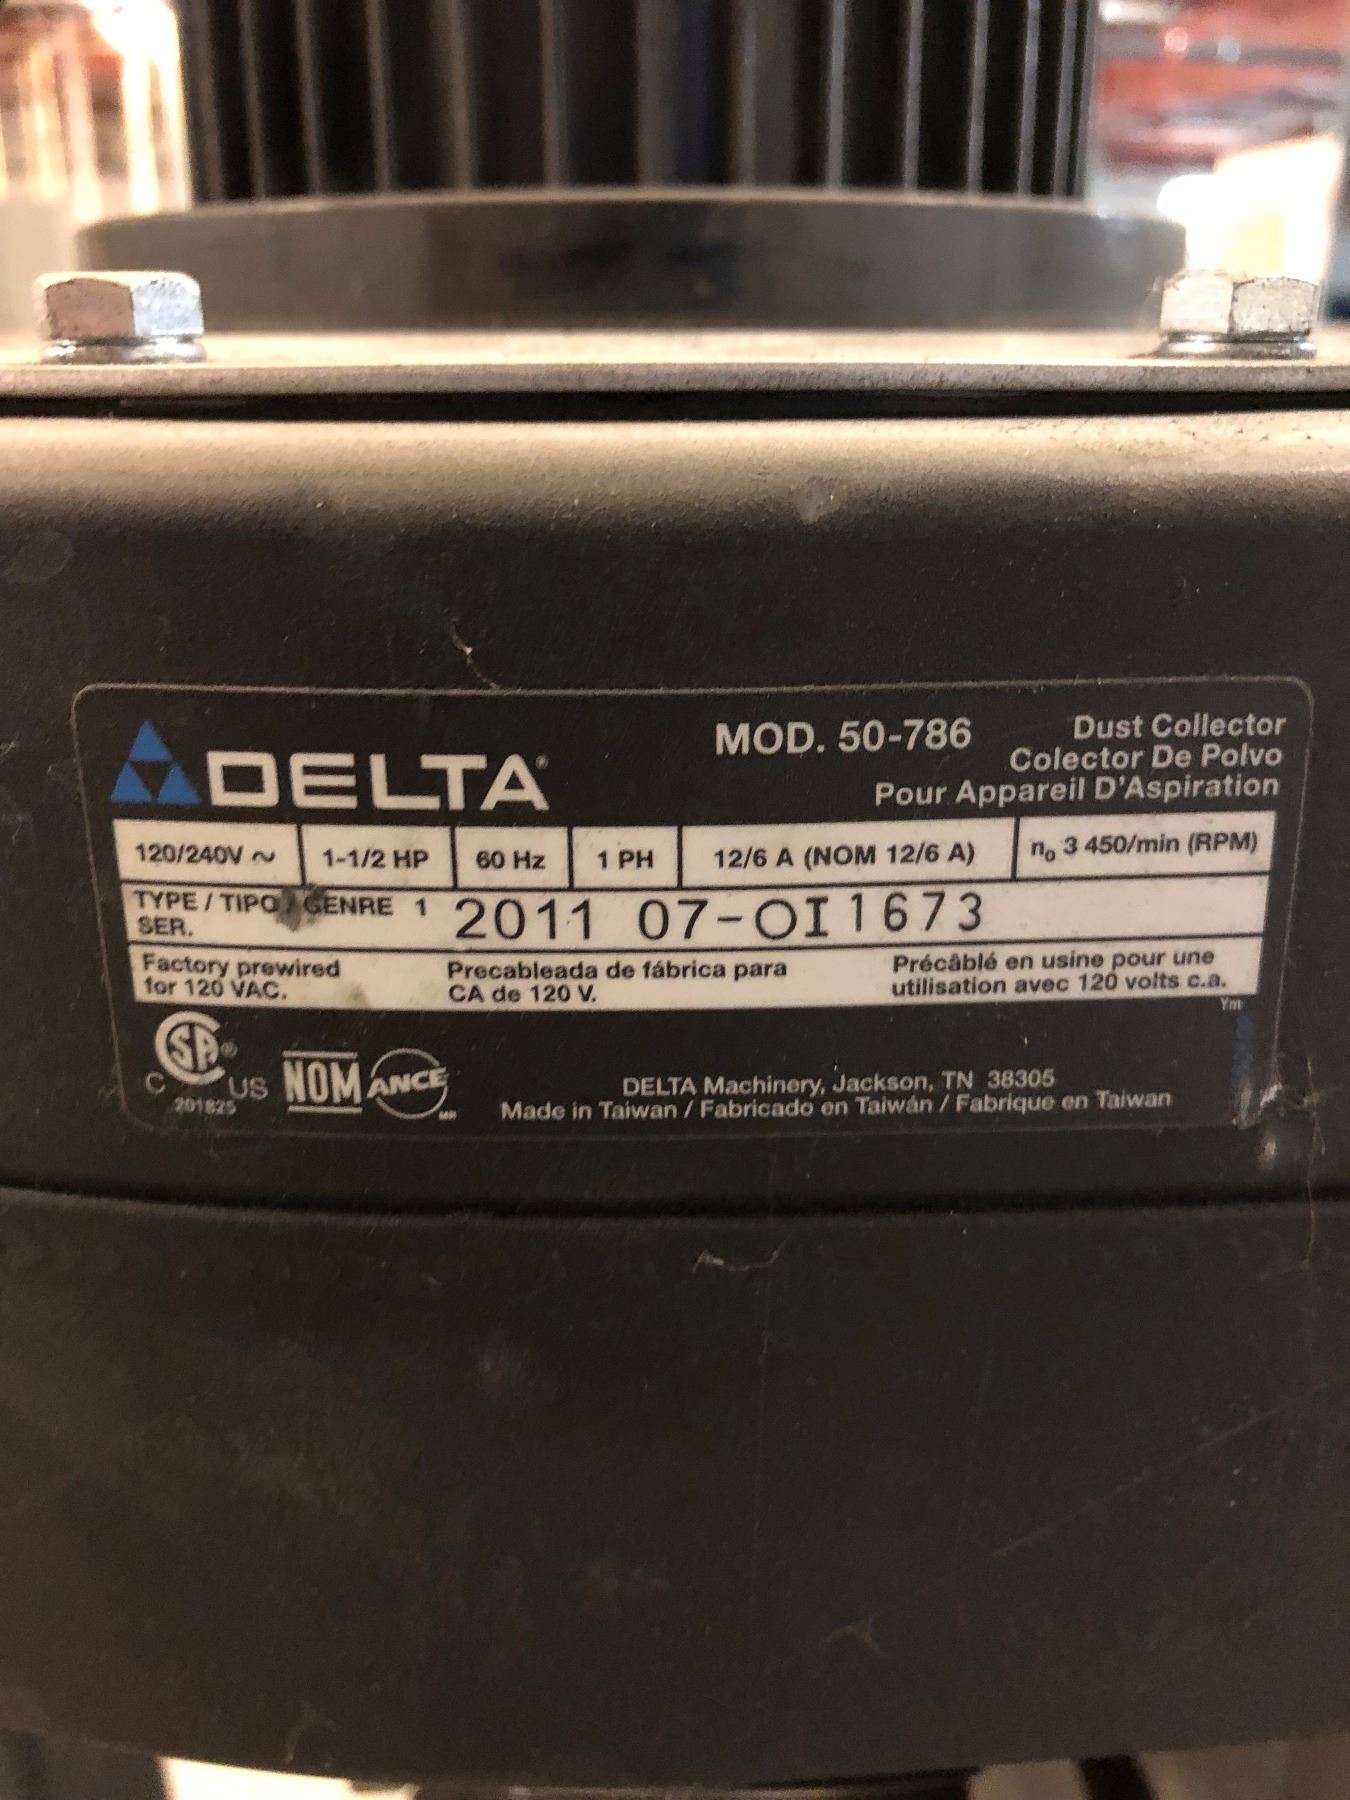 DELTA®
MOD. 50-786
Dust Collector
Colector De Polvo
Pour Appareil D'Aspiration
120/240V ~ 1-1/2 HP 60 Hz 1 PH 12/6 A (NOM 12/6 A) n₀ 3 450/min (RPM)
TYPE / TIPO / GENRE 1
SER. 2011 07-OI 1673
Factory prewired
for 120 VAC.
Precableada de fábrica para
CA de 120 V.
Précâblé en usine pour une
utilisation avec 120 volts c.a.
Ym
SA®
C US
201825
NOM ANCE
MR
DELTA Machinery, Jackson, TN 38305
Made in Taiwan / Fabricado en Taiwán / Fabrique en Taiwan